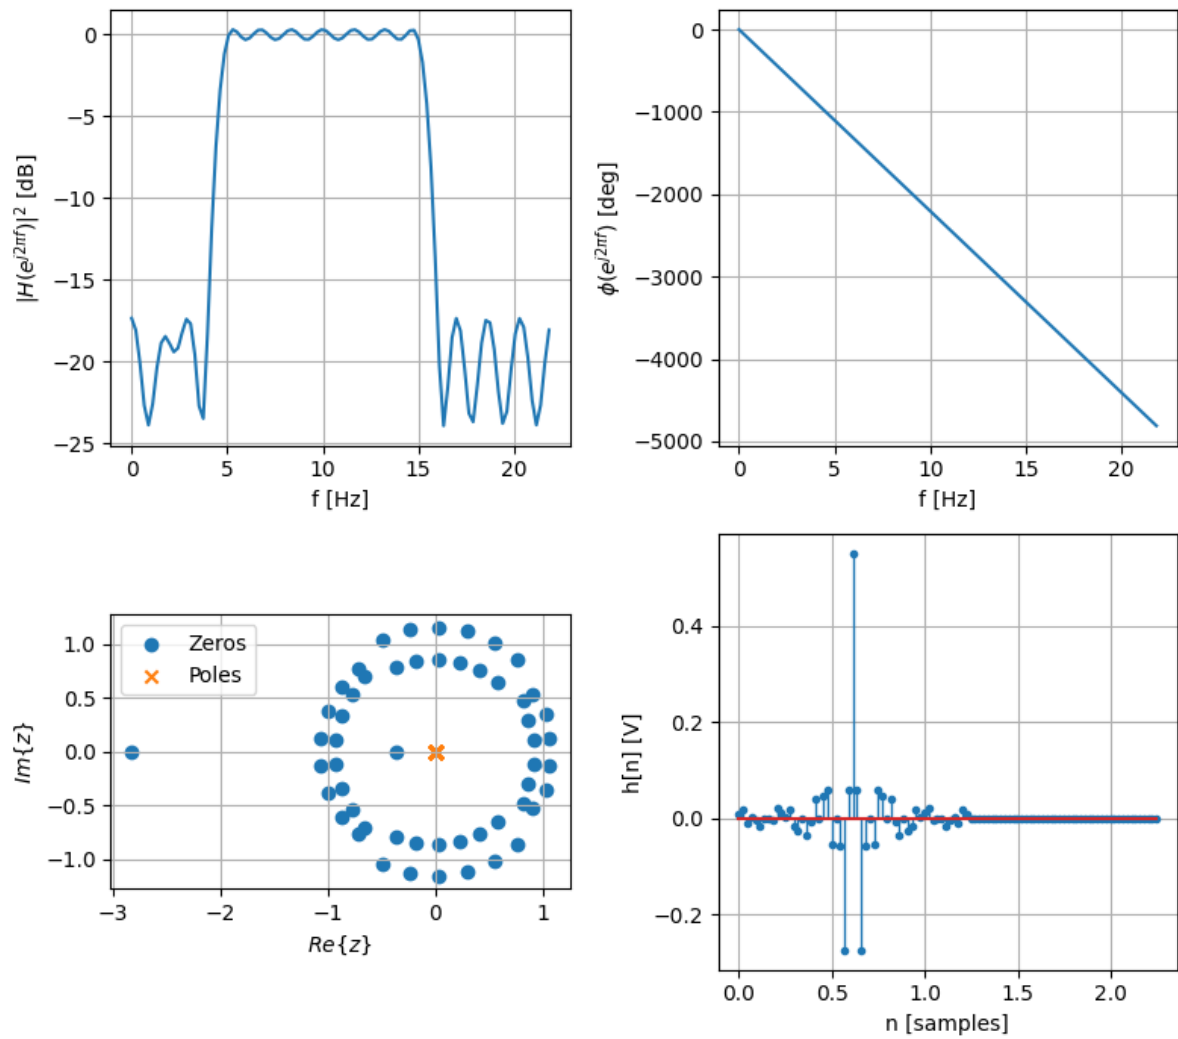 |H(e^{j2πf})|² [dB]
0
−5
−10
−15
−20
−25
0 5 10 15 20
f [Hz]
ϕ(e^{j2πf}) [deg]
0
−1000
−2000
−3000
−4000
−5000
0 5 10 15 20
f [Hz]
Im{z}
1.0
0.5
0.0
−0.5
−1.0
Zeros
Poles
−3 −2 −1 0 1
Re{z}
h[n] [V]
0.4
0.2
0.0
−0.2
0.0 0.5 1.0 1.5 2.0
n [samples]